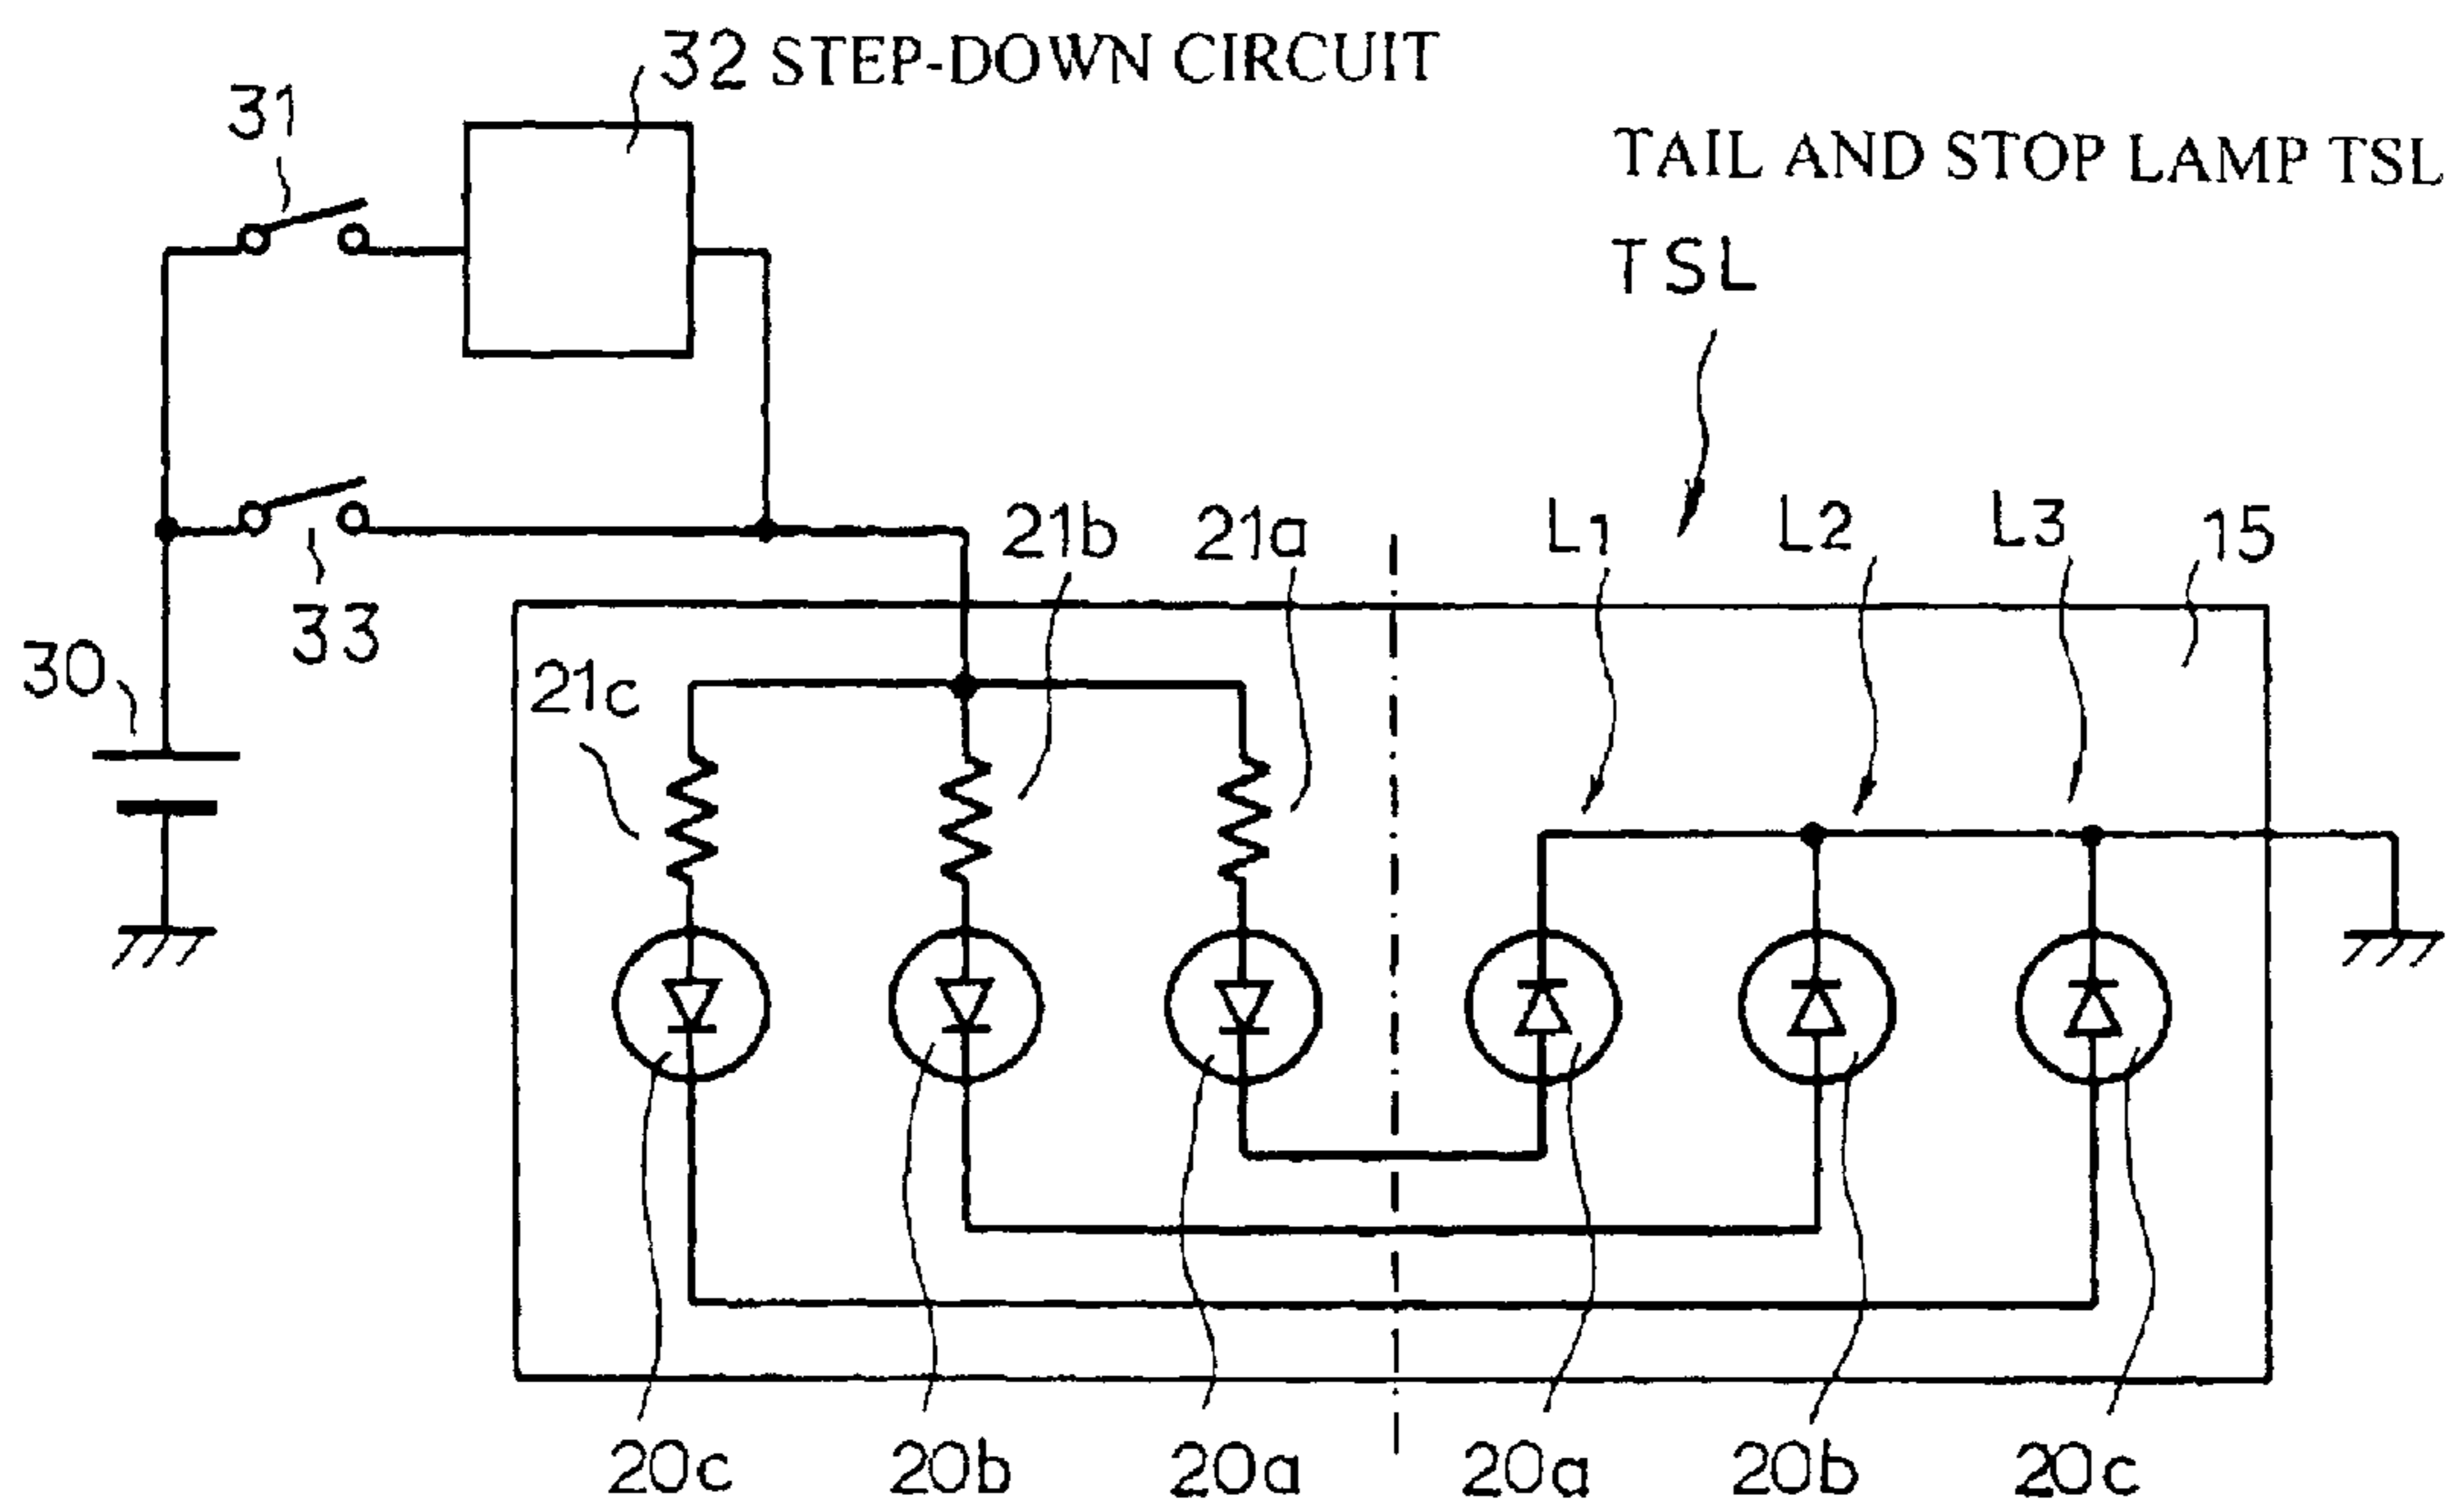 32 STEP-DOWN CIRCUIT
31
TAIL AND STOP LAMP TSL
TSL
21b
21a
L1
L2
L3
15
33
30
21c
20c
20b
20a
20a
20b
20c